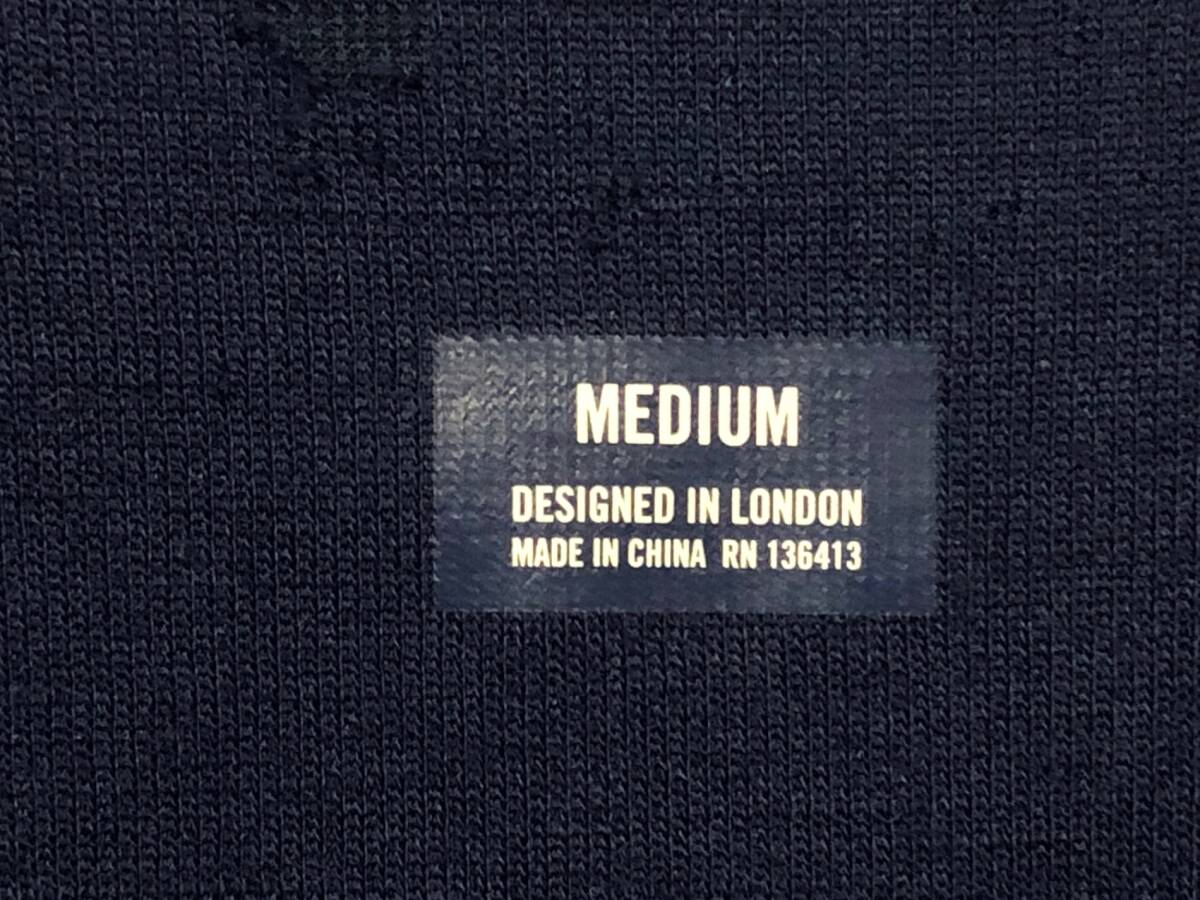 MEDIUM
DESIGNED IN LONDON
MADE IN CHINA RN 136413